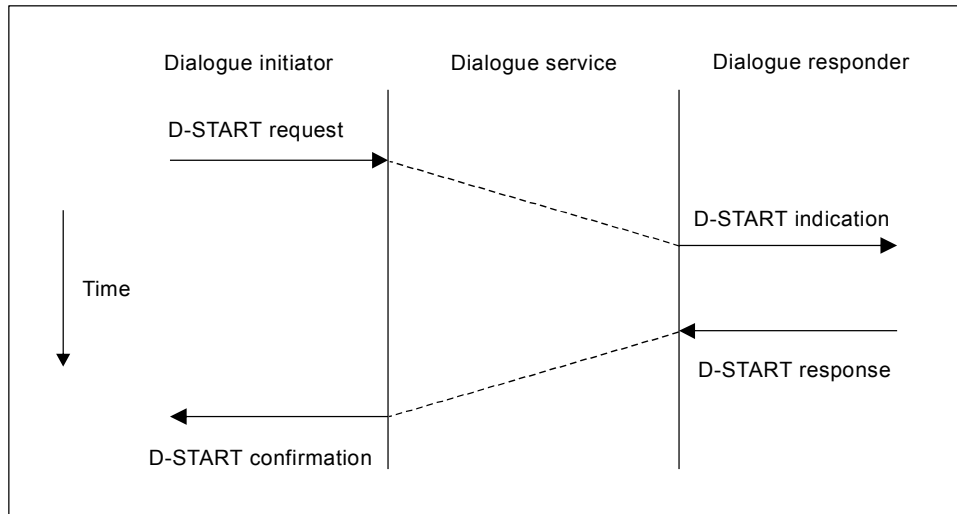 Dialogue initiator
Dialogue service
Dialogue responder
D-START request
D-START indication
Time
D-START response
D-START confirmation